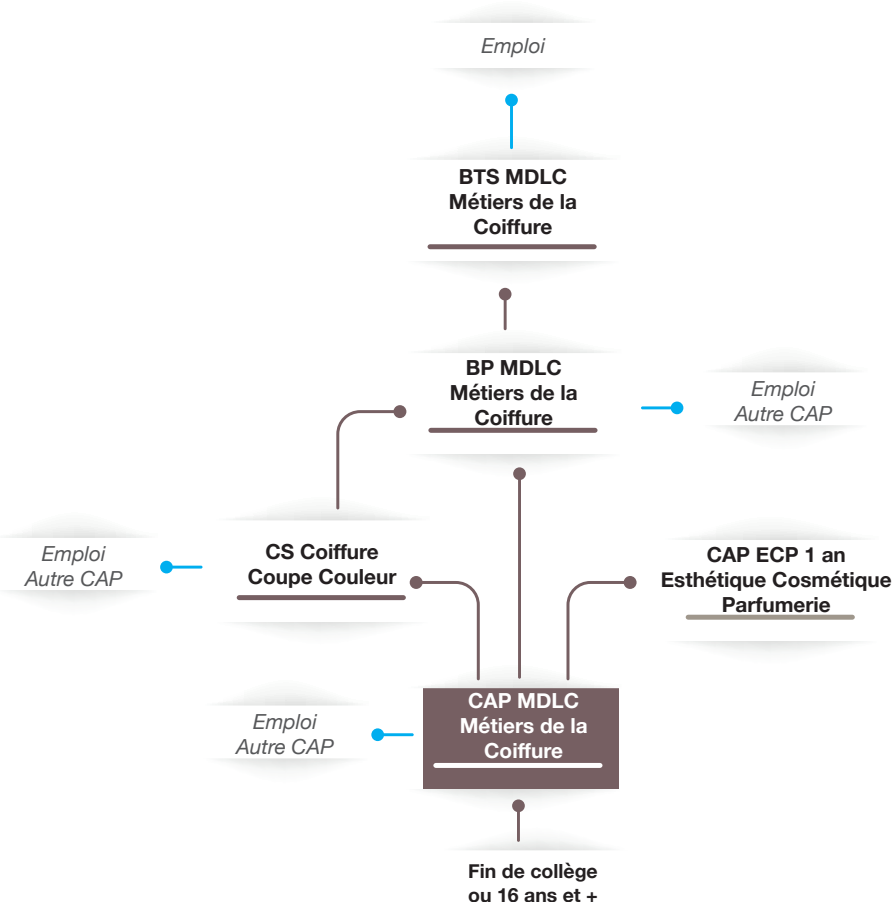 Emploi
BTS MDLC
Métiers de la
Coiffure
BP MDLC
Métiers de la
Coiffure
Emploi
Autre CAP
Emploi
Autre CAP
CS Coiffure
Coupe Couleur
CAP ECP 1 an
Esthétique Cosmétique
Parfumerie
Emploi
Autre CAP
CAP MDLC
Métiers de la
Coiffure
Fin de collège
ou 16 ans et +